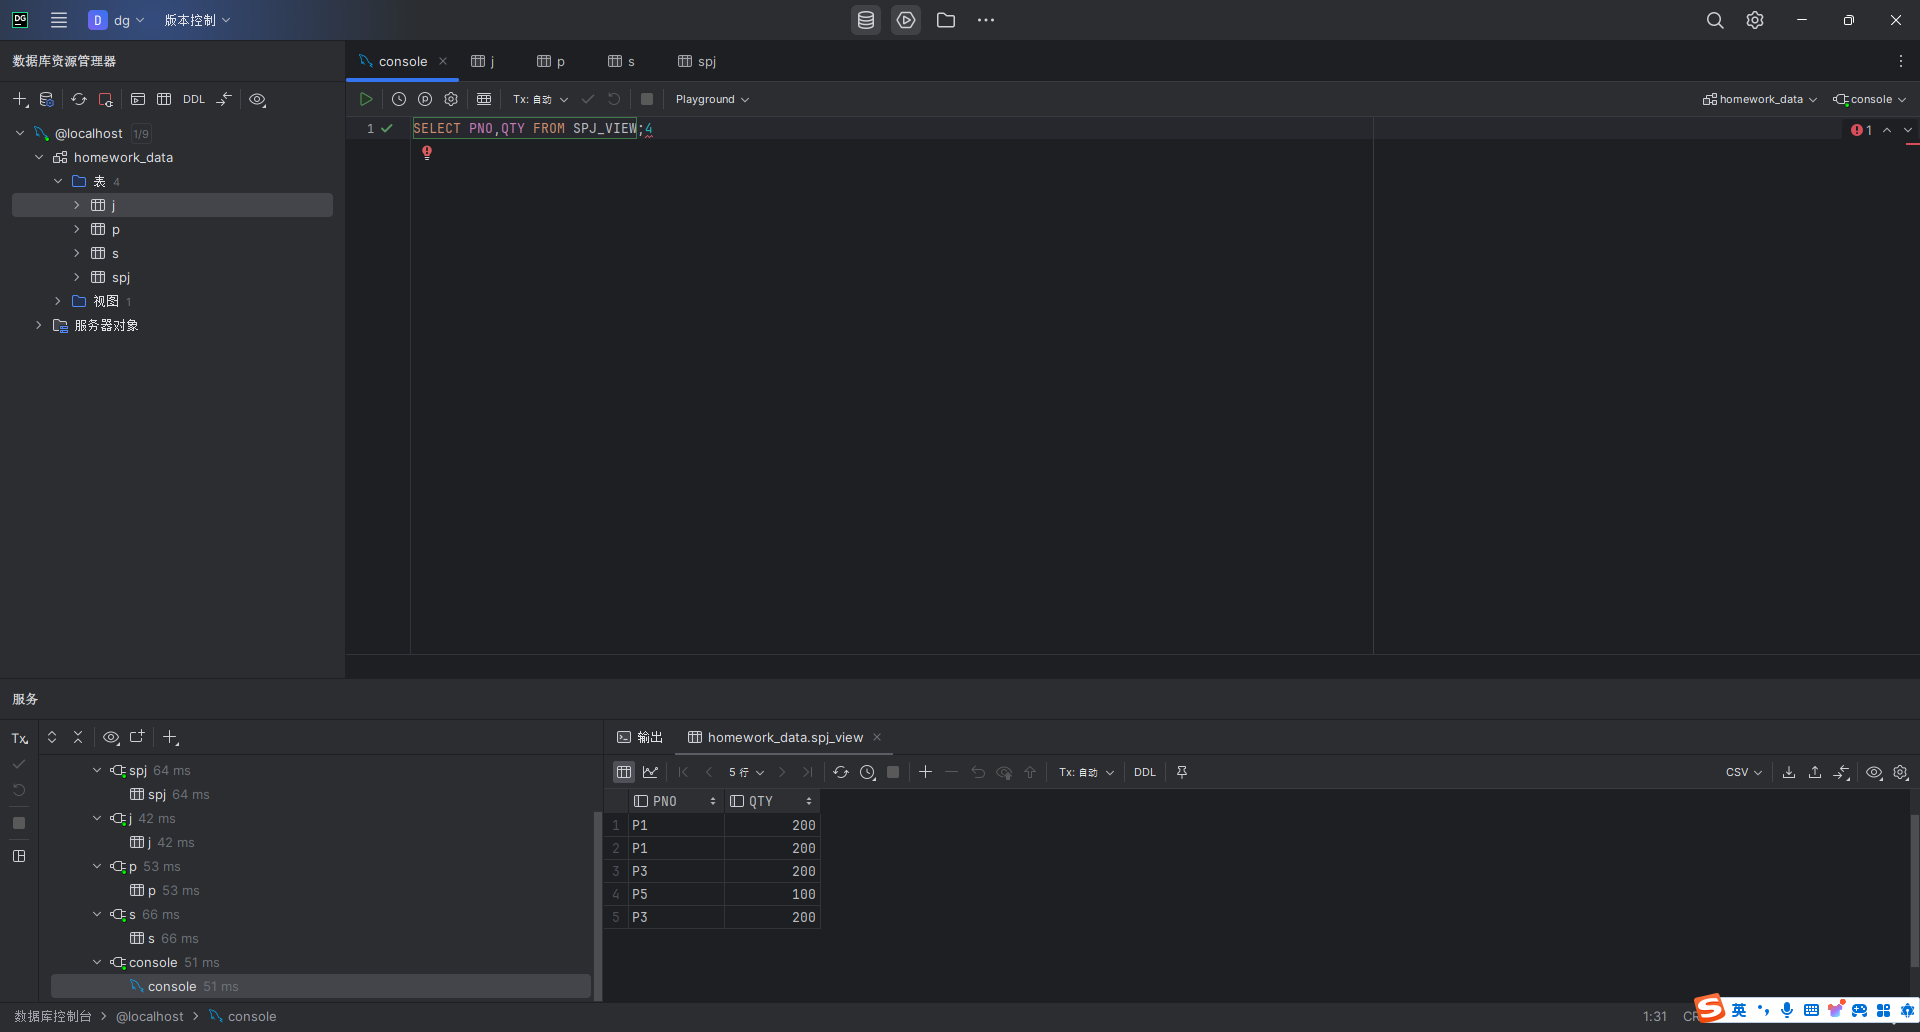 DG D dg 版本控制
数据库资源管理器
console j p s spj
DDL
Tx: 自动 Playground homework_data console
@localhost 1/9
homework_data
表 4
j
p
s
spj
视图 1
服务器对象
1 SELECT PNO,QTY FROM SPJ_VIEW;4
1
服务
Tx
spj 64 ms
spj 64 ms
j 42 ms
j 42 ms
p 53 ms
p 53 ms
s 66 ms
s 66 ms
console 51 ms
console 51 ms
输出 homework_data.spj_view
5 行 Tx: 自动 DDL CSV
PNO QTY
1 P1 200
2 P1 200
3 P3 200
4 P5 100
5 P3 200
数据库控制台 @localhost console
1:31 CR
S 英